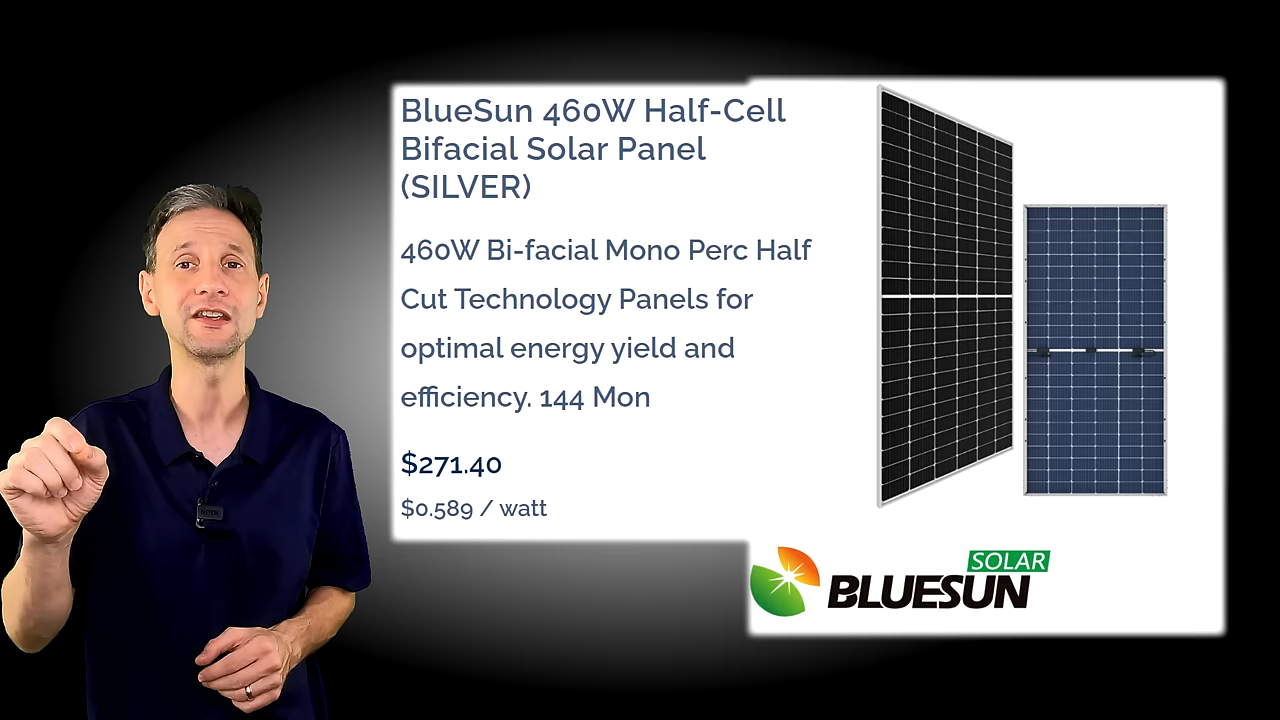 BlueSun 460W Half-Cell
Bifacial Solar Panel
(SILVER)
460W Bi-facial Mono Perc Half
Cut Technology Panels for
optimal energy yield and
efficiency. 144 Mon
$271.40
$0.589 / watt
SOLAR
BLUESUN